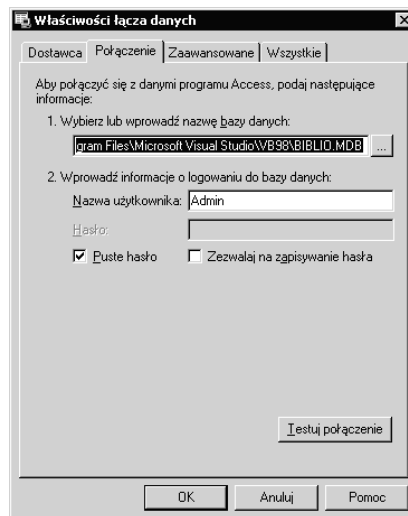 Właściwości łącza danych
Dostawca Połączenie Zaawansowane Wszystkie
Aby połączyć się z danymi programu Access, podaj następujące
informacje:
1. Wybierz lub wprowadź nazwę bazy danych:
gram Files\Microsoft Visual Studio\VB98\BIBLIO.MDB ...
2. Wprowadź informacje o logowaniu do bazy danych:
Nazwa użytkownika: Admin
Hasło:
Puste hasło Zezwalaj na zapisywanie hasła
Testuj połączenie
OK Anuluj Pomoc